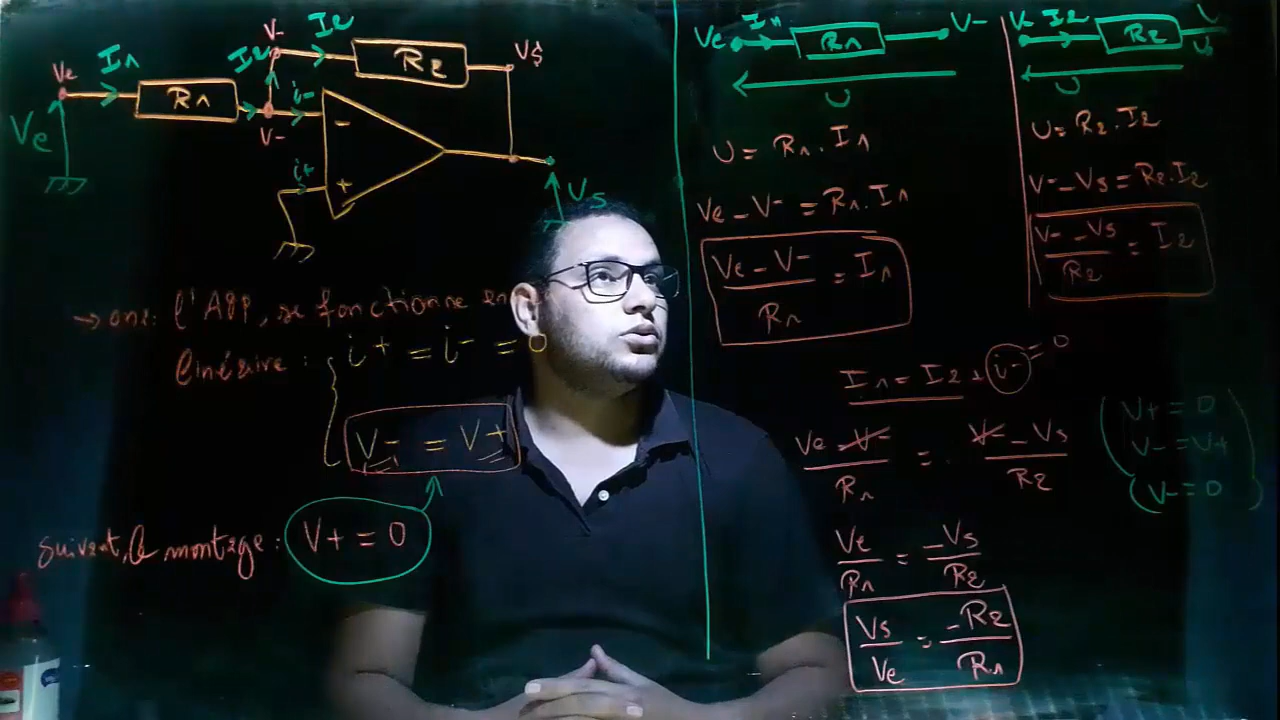 Ve I1 R1 I2 V- V- I2 R2 Vs
Ve
i-
-
i+
+
Vs
→ on a: l'AOP, se fonctionne en
linéaire : i+ = i- = 0
V- = V+
suivant, le montage : V+ = 0
Ve I1 R1 V-
U
U = R1 . I1
Ve - V- = R1 . I1
Ve - V- / R1 = I1
V- I2 R2 Vs
U
U = R2 . I2
V- - Vs = R2 . I2
V- - Vs / R2 = I2
I1 = I2 + i- = 0
Ve - V- / R1 = V- - Vs / R2
V+ = 0
V- = V+
(V- = 0
Ve / R1 = -Vs / R2
Vs / Ve = -R2 / R1